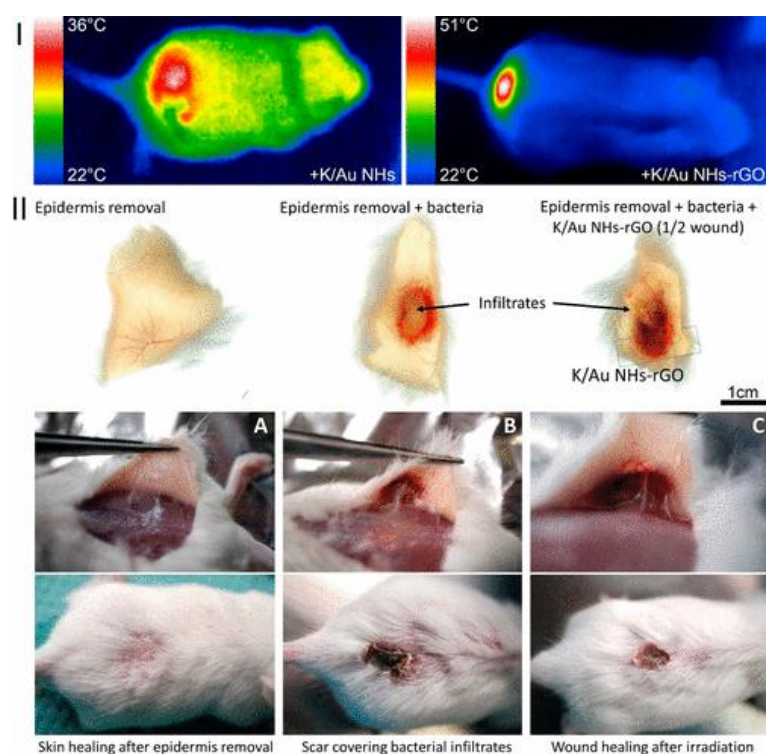 I
36°C
22°C
+K/Au NHs
51°C
22°C
+K/Au NHs-rGO
II
Epidermis removal
Epidermis removal + bacteria
Epidermis removal + bacteria +
K/Au NHs-rGO (1/2 wound)
Infiltrates
K/Au NHs-rGO
1cm
A
B
C
Skin healing after epidermis removal
Scar covering bacterial infiltrates
Wound healing after irradiation